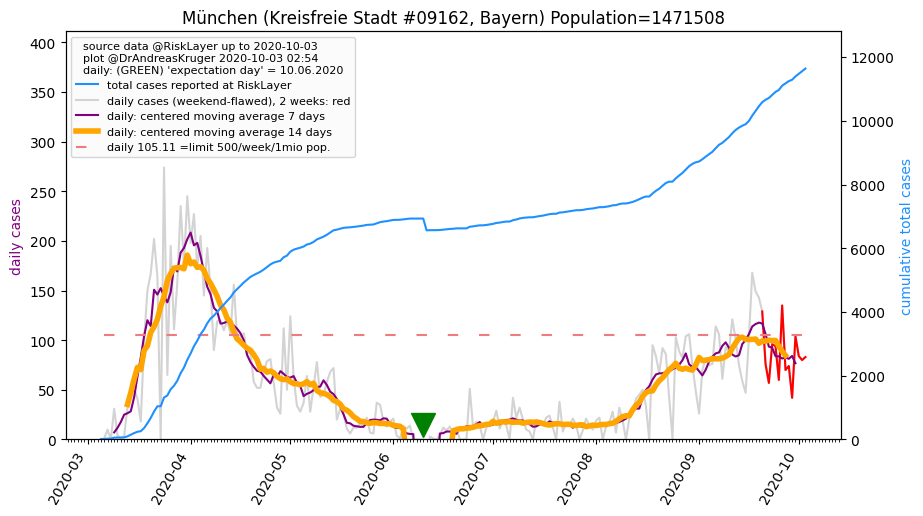 München (Kreisfreie Stadt #09162, Bayern) Population=1471508
source data @RiskLayer up to 2020-10-03
plot @DrAndreasKruger 2020-10-03 02:54
daily: (GREEN) 'expectation day' = 10.06.2020
total cases reported at RiskLayer
daily cases (weekend-flawed), 2 weeks: red
daily: centered moving average 7 days
daily: centered moving average 14 days
daily 105.11 =limit 500/week/1mio pop.
daily cases
400
350
300
250
200
150
100
50
0
cumulative total cases
12000
10000
8000
6000
4000
2000
0
2020-03
2020-04
2020-05
2020-06
2020-07
2020-08
2020-09
2020-10